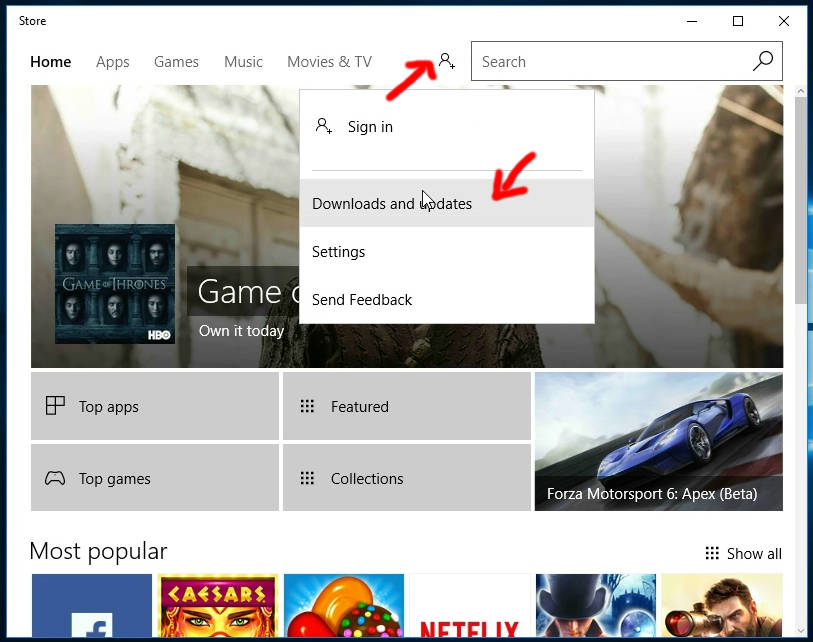 Store
Home Apps Games Music Movies & TV Search
Sign in
Downloads and updates
Settings
Send Feedback
GAME OF THRONES
HBO
Game
Own it today
Top apps
Featured
Top games
Collections
Forza Motorsport 6: Apex (Beta)
Most popular
Show all
CAESARS
NETFLIX